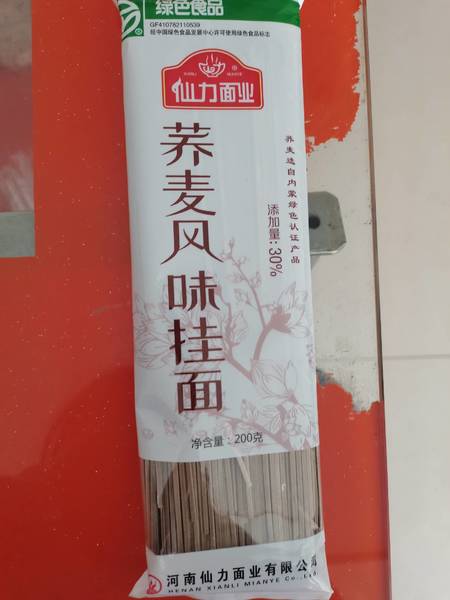 绿色食品
GF410782110539
经中国绿色食品发展中心许可使用绿色食品标志
仙力面业
荞麦风味挂面
荞麦选自内蒙绿色认证产品
添加量:30%
净含量:200克
河南仙力面业有限公司
HENAN XIANLI MIANYE Co.,Ltd.